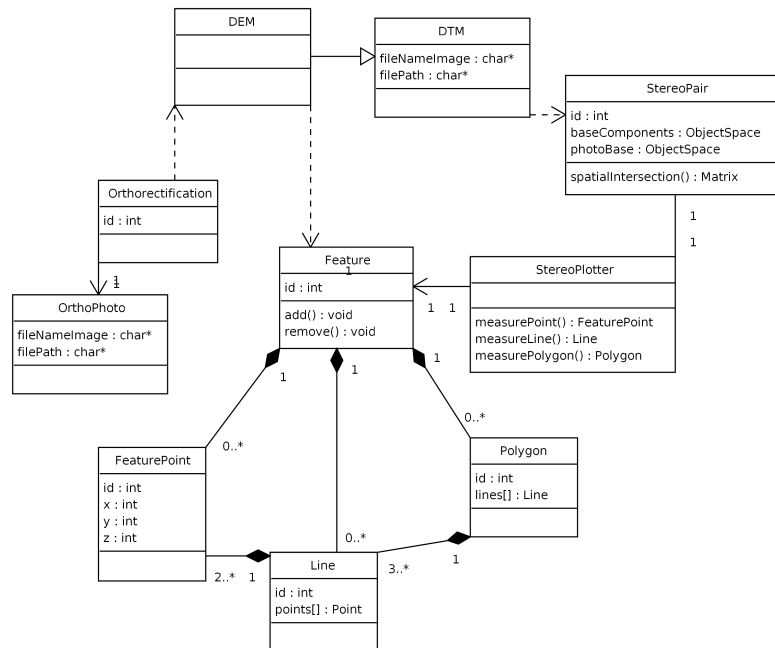 DEM
DTM
fileNameImage : char*
filePath : char*
StereoPair
id : int
baseComponents : ObjectSpace
photoBase : ObjectSpace
spatialIntersection() : Matrix
Orthorectification
id : int
1
1
1
1
OrthoPhoto
fileNameImage : char*
filePath : char*
Feature
1
id : int
add() : void
remove() : void
1
1
StereoPlotter
measurePoint() : FeaturePoint
measureLine() : Line
measurePolygon() : Polygon
1
1
1
0..*
0..*
FeaturePoint
id : int
x : int
y : int
z : int
Polygon
id : int
lines[] : Line
0..*
2..*
1
3..*
1
Line
id : int
points[] : Point